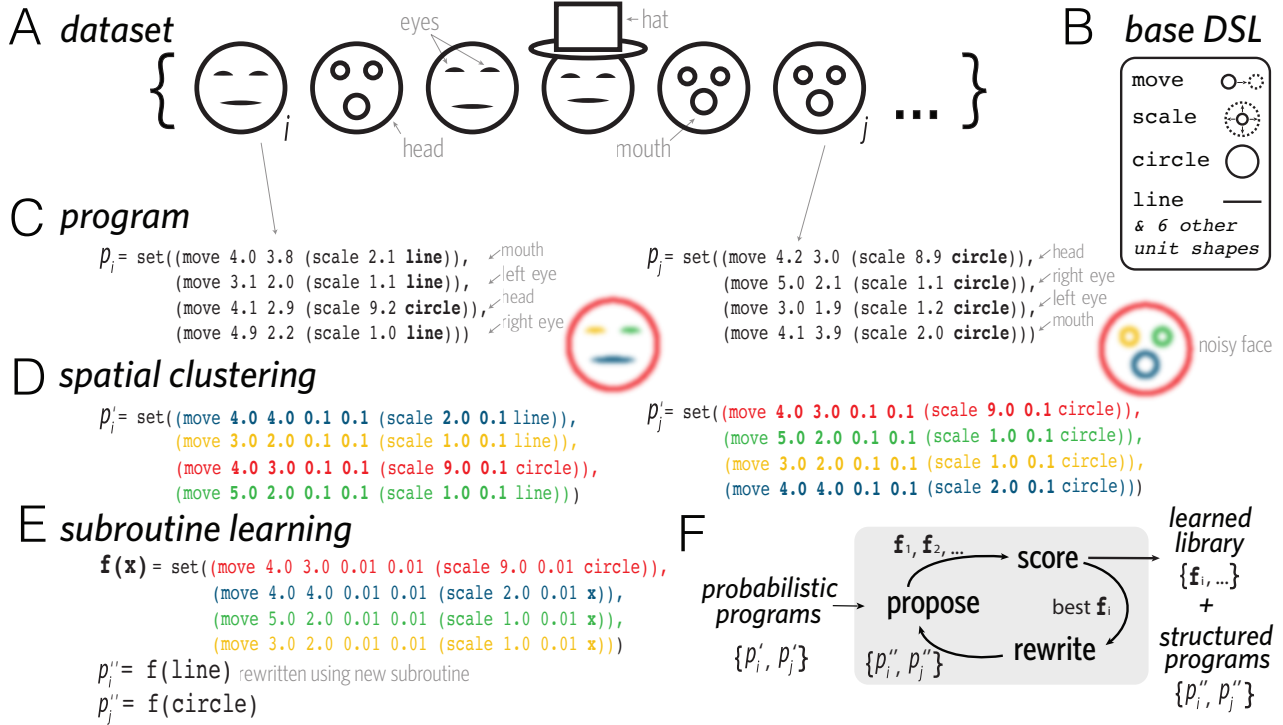 A dataset
{ ... }
eyes
hat
head
mouth
i
j
B base DSL
move
scale
circle
line
& 6 other
unit shapes
C program
pᵢ = set((move 4.0 3.8 (scale 2.1 line)),
(move 3.1 2.0 (scale 1.1 line)),
(move 4.1 2.9 (scale 9.2 circle)),
(move 4.9 2.2 (scale 1.0 line)))
mouth
left eye
head
right eye
pⱼ = set((move 4.2 3.0 (scale 8.9 circle)),
(move 5.0 2.1 (scale 1.1 circle)),
(move 3.0 1.9 (scale 1.2 circle)),
(move 4.1 3.9 (scale 2.0 circle)))
head
right eye
left eye
mouth
noisy face
D spatial clustering
pᵢ′= set((move 4.0 4.0 0.1 0.1 (scale 2.0 0.1 line)),
(move 3.0 2.0 0.1 0.1 (scale 1.0 0.1 line)),
(move 4.0 3.0 0.1 0.1 (scale 9.0 0.1 circle)),
(move 5.0 2.0 0.1 0.1 (scale 1.0 0.1 line)))
pⱼ′= set((move 4.0 3.0 0.1 0.1 (scale 9.0 0.1 circle)),
(move 5.0 2.0 0.1 0.1 (scale 1.0 0.1 circle)),
(move 3.0 2.0 0.1 0.1 (scale 1.0 0.1 circle)),
(move 4.0 4.0 0.1 0.1 (scale 2.0 0.1 circle)))
E subroutine learning
f(x) = set((move 4.0 3.0 0.01 0.01 (scale 9.0 0.01 circle)),
(move 4.0 4.0 0.01 0.01 (scale 2.0 0.01 x)),
(move 5.0 2.0 0.01 0.01 (scale 1.0 0.01 x)),
(move 3.0 2.0 0.01 0.01 (scale 1.0 0.01 x)))
pᵢ′′= f(line) rewritten using new subroutine
pⱼ′′= f(circle)
F
probabilistic
programs
{pᵢ′, pⱼ′}
f₁, f₂, ...
propose
score
best fᵢ
rewrite
{pᵢ′′, pⱼ′′}
learned
library
{fᵢ, ...}
+
structured
programs
{pᵢ′′, pⱼ′′}